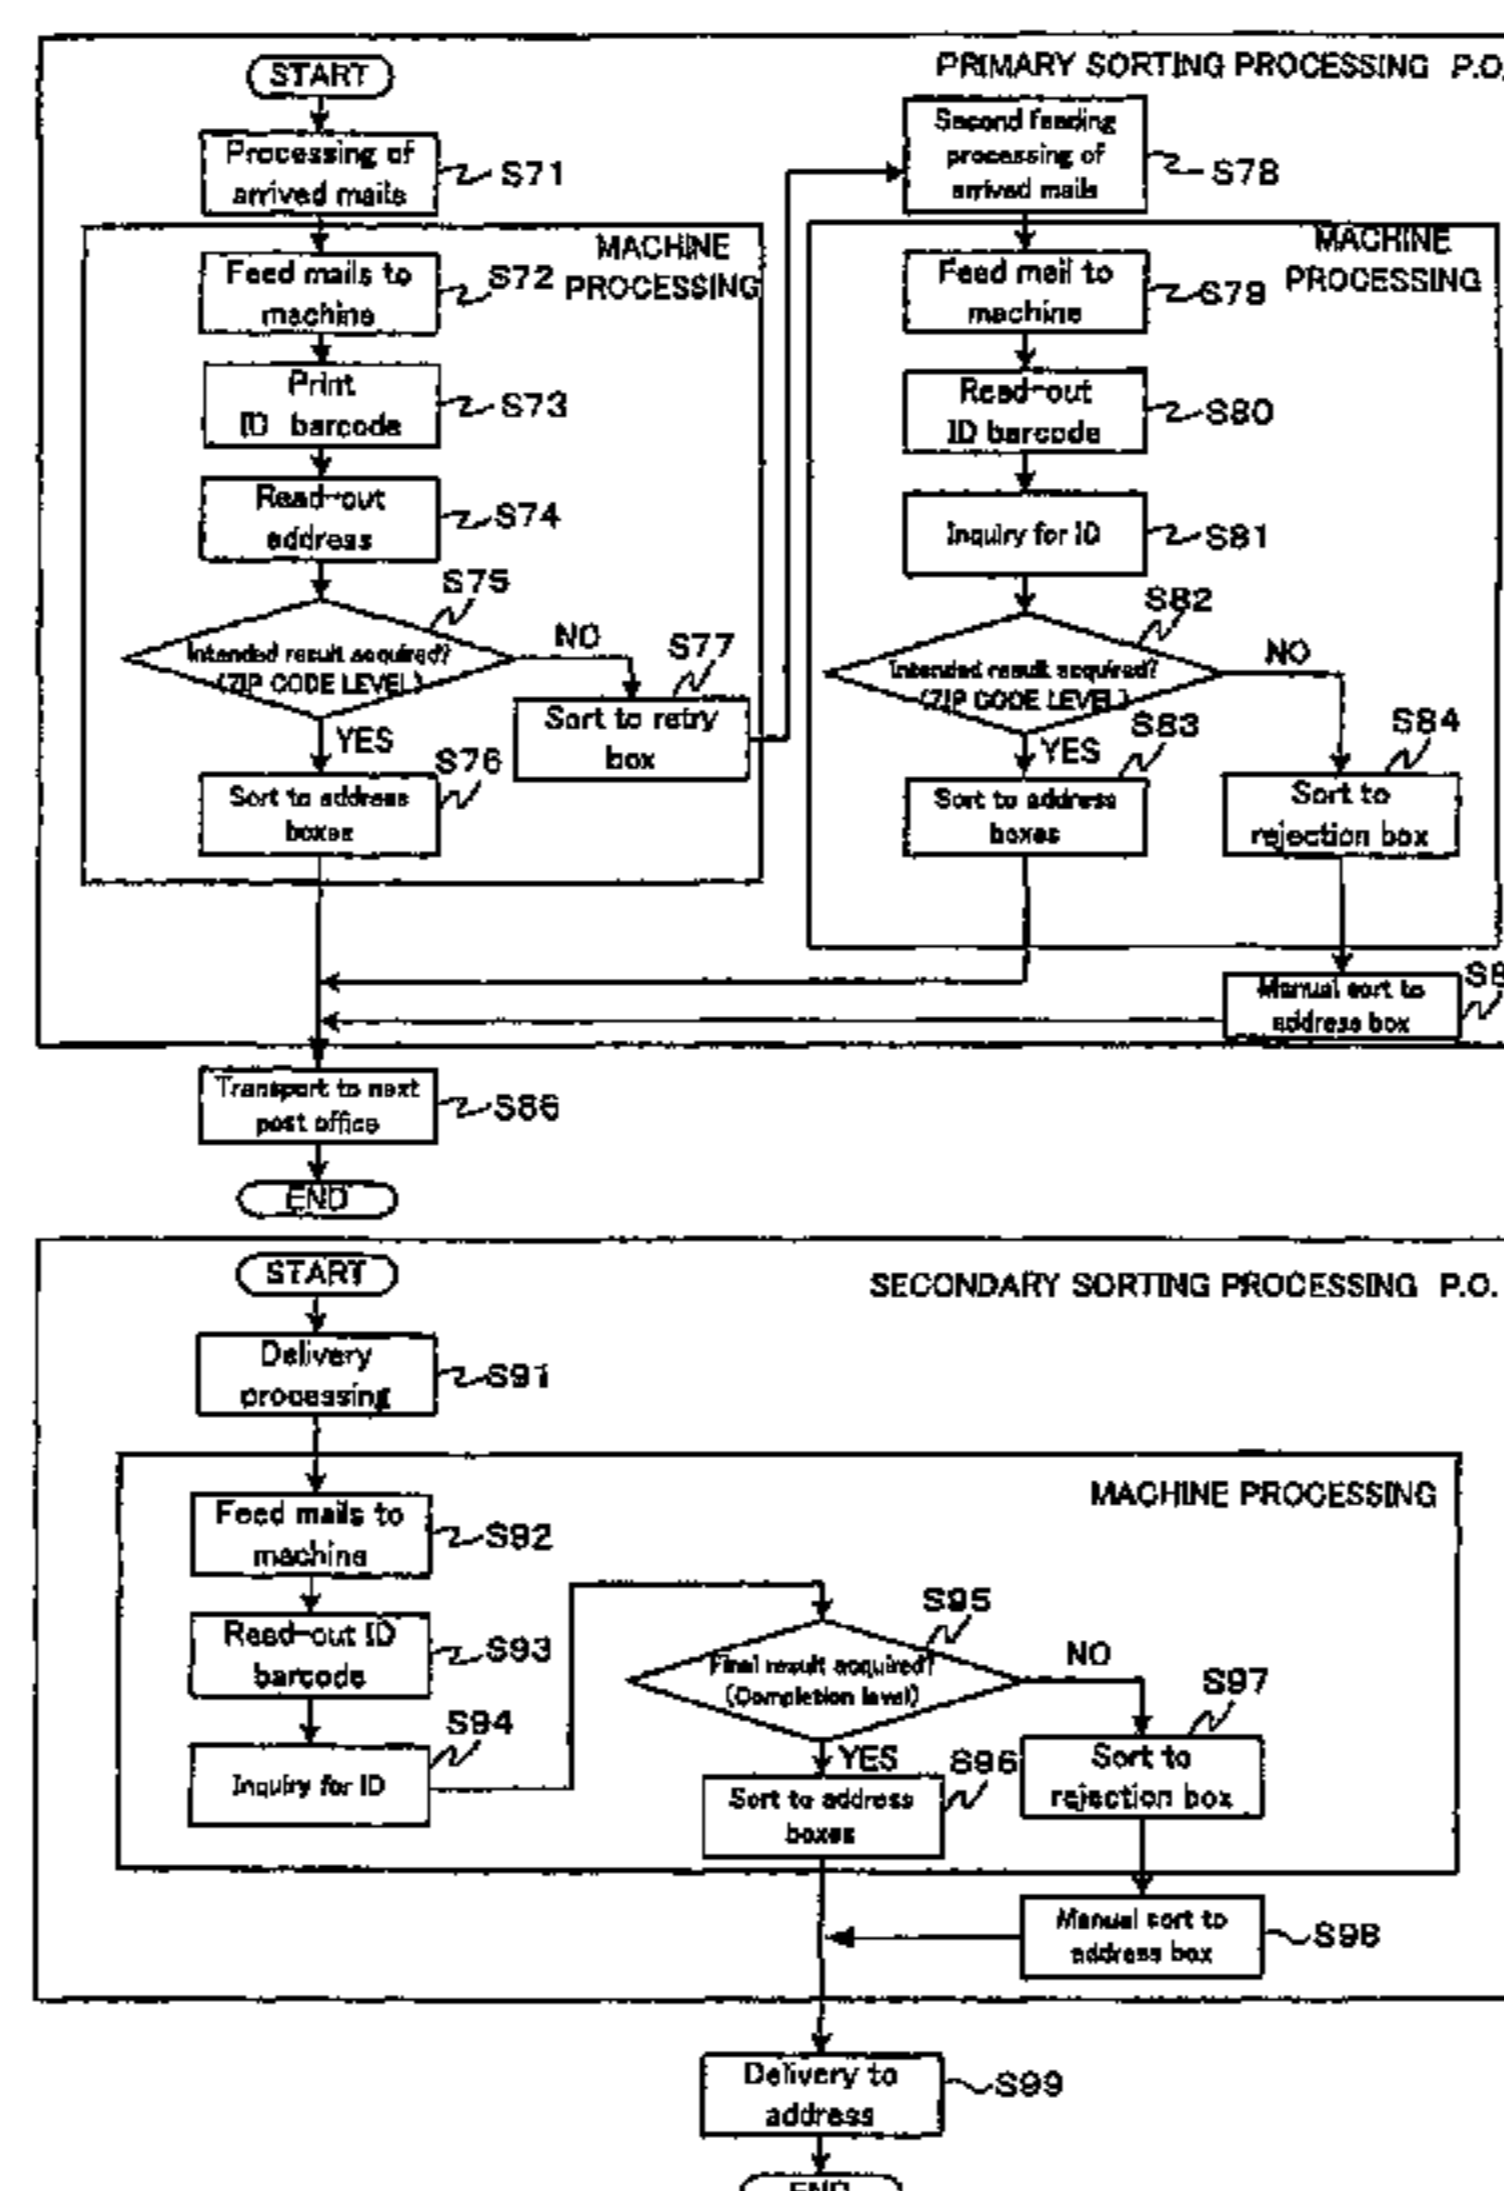 PRIMARY SORTING PROCESSING P.O.
START
Processing of
arrived mails
S71
MACHINE
PROCESSING
Feed mails to
machine
S72
Print
ID barcode
S73
Read-out
address
S74
S75
Intended result acquired?
(ZIP CODE LEVEL)
NO
YES
S77
Sort to retry
box
S76
Sort to address
boxes
Second feeding
processing of
arrived mails
S78
MACHINE
PROCESSING
Feed mail to
machine
S79
Read-out
ID barcode
S80
Inquiry for ID
S81
S82
Intended result acquired?
(ZIP CODE LEVEL)
NO
YES
S83
Sort to address
boxes
S84
Sort to
rejection box
Manual sort to
address box
Transport to next
post office
S86
END
SECONDARY SORTING PROCESSING P.O.
START
Delivery
processing
S91
MACHINE PROCESSING
Feed mails to
machine
S92
Read-out ID
barcode
S93
S94
Inquiry for ID
S95
Final result acquired?
(Completion level)
NO
YES
S96
Sort to address
boxes
S97
Sort to
rejection box
Manual sort to
address box
S98
Delivery to
address
S99
END